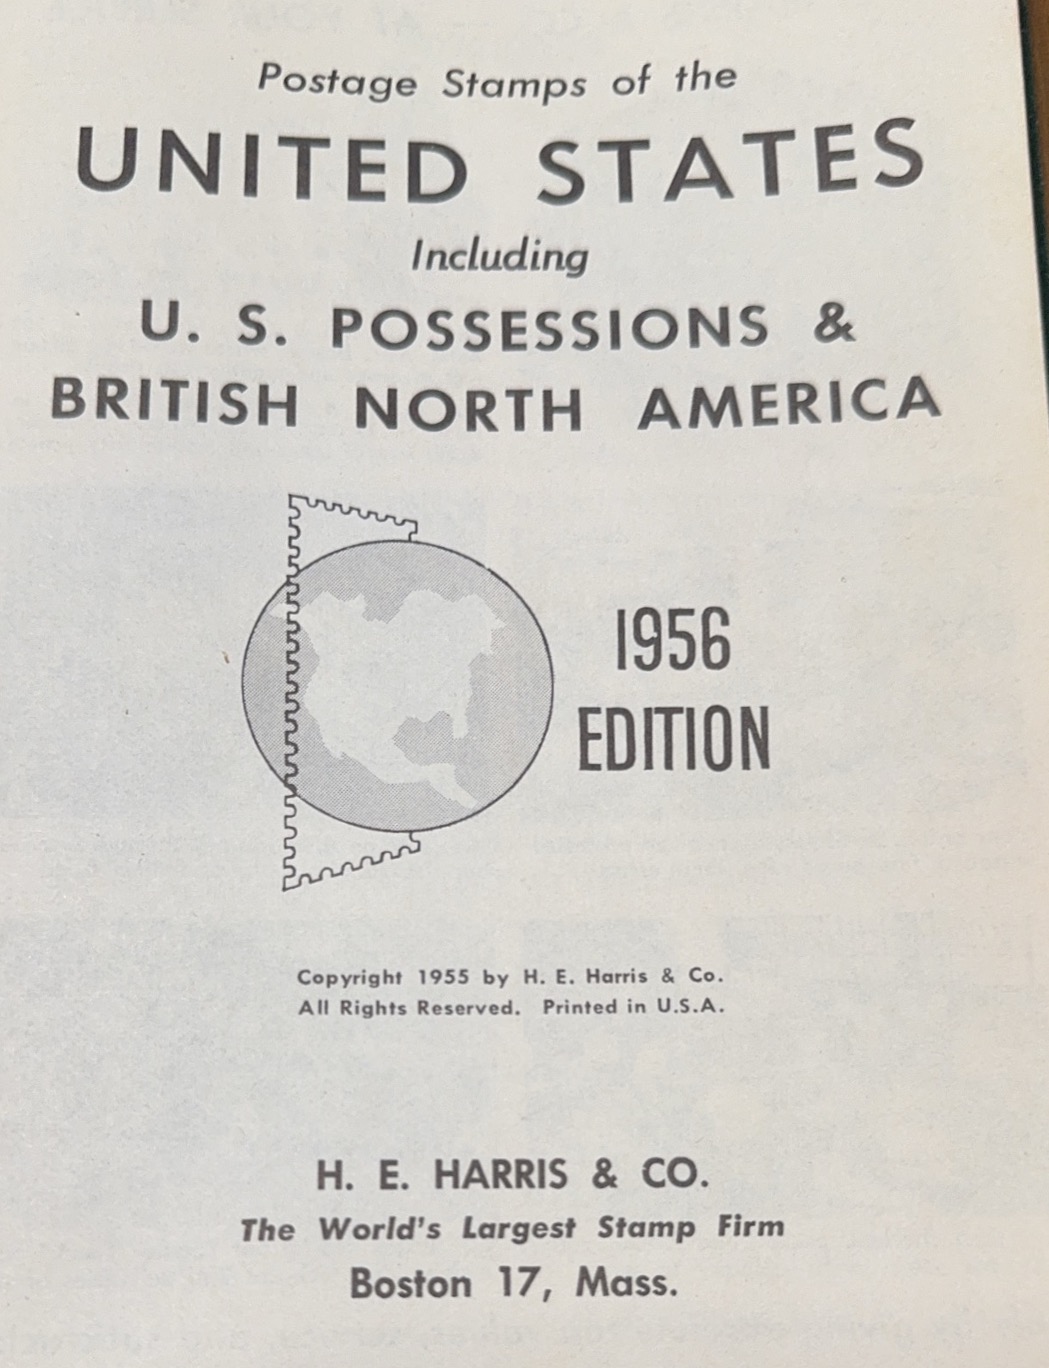 Postage Stamps of the
UNITED STATES
Including
U. S. POSSESSIONS &
BRITISH NORTH AMERICA
1956
EDITION
Copyright 1955 by H. E. Harris & Co.
All Rights Reserved. Printed in U.S.A.
H. E. HARRIS & CO.
The World's Largest Stamp Firm
Boston 17, Mass.